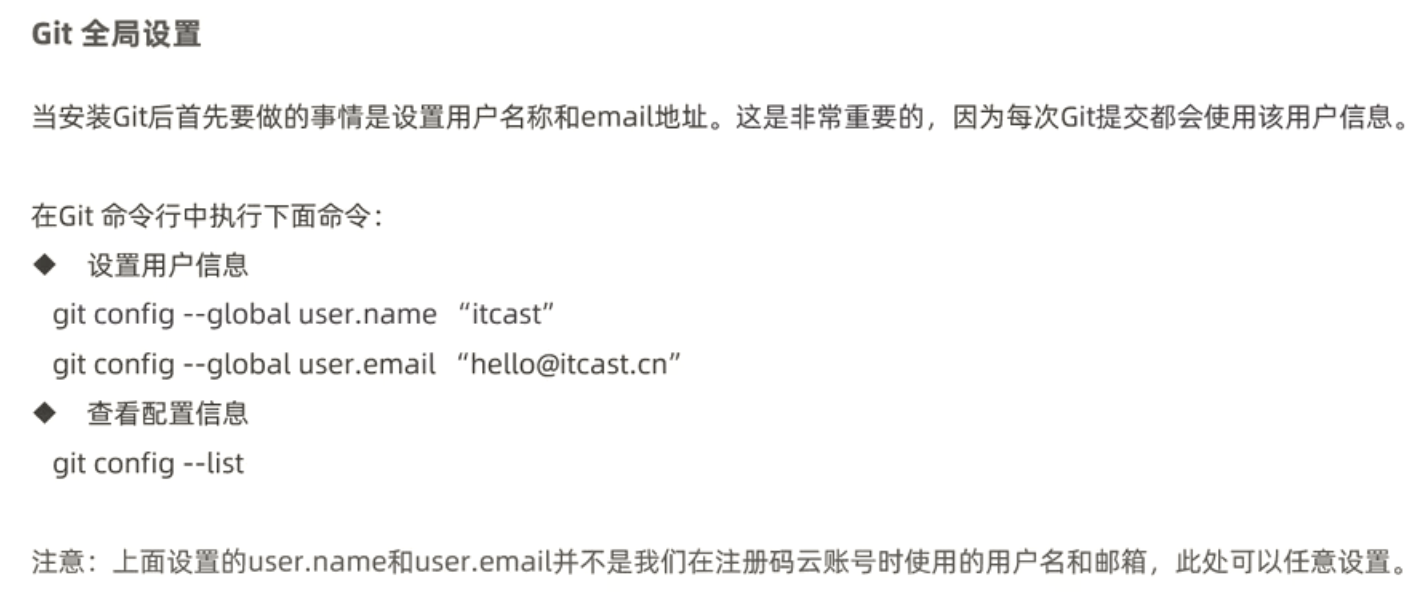 Git 全局设置
当安装Git后首先要做的事情是设置用户名称和email地址。这是非常重要的，因为每次Git提交都会使用该用户信息。
在Git 命令行中执行下面命令：
◆ 设置用户信息
git config --global user.name “itcast”
git config --global user.email “hello@itcast.cn”
◆ 查看配置信息
git config --list
注意：上面设置的user.name和user.email并不是我们在注册码云账号时使用的用户名和邮箱，此处可以任意设置。